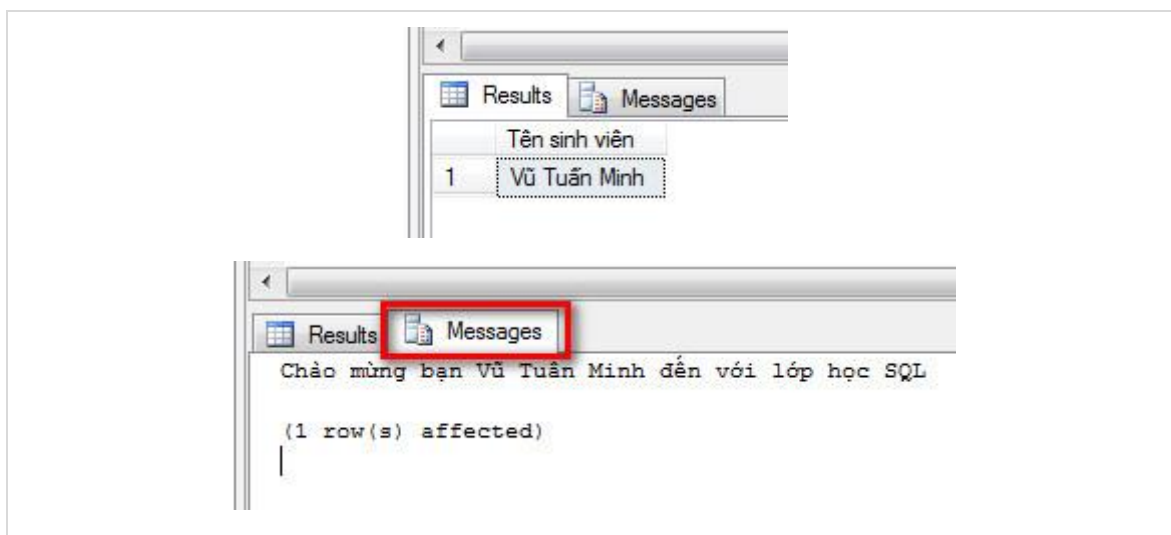 Results Messages
Tên sinh viên
1 Vũ Tuấn Minh
Results Messages
Chào mừng bạn Vũ Tuấn Minh đến với lớp học SQL
(1 row(s) affected)